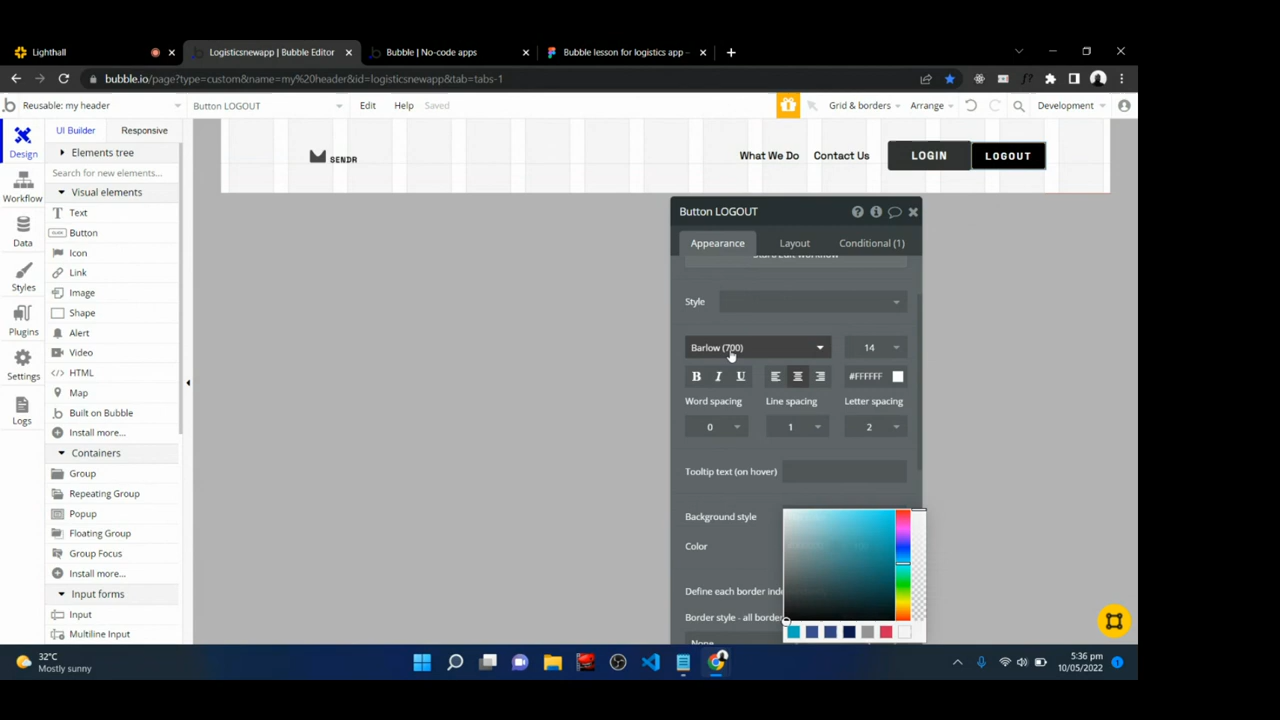 Lighthall
Logisticsnewapp | Bubble Editor
Bubble | No-code apps
Bubble lesson for logistics app –
bubble.io/page?type=custom&name=my%20header&id=logisticsnewapp&tab=tabs-1
Reusable: my header
Button LOGOUT
Edit
Help
Saved
Grid & borders
Arrange
Development
Design
Workflow
Data
Styles
Plugins
Settings
Logs
UI Builder
Responsive
Elements tree
Search for new elements...
Visual elements
Text
CLICK
Button
Icon
Link
Image
Shape
Alert
Video
</> HTML
Map
Built on Bubble
Install more...
Containers
Group
Repeating Group
Popup
Floating Group
Group Focus
Install more...
Input forms
Input
Multiline Input
SENDR
What We Do
Contact Us
LOGIN
LOGOUT
Button LOGOUT
Appearance
Layout
Conditional (1)
Start/Edit workflow
Style
Barlow (700)
14
B I U
#FFFFFF
Word spacing
Line spacing
Letter spacing
0
1
2
Tooltip text (on hover)
Background style
Color
Define each border inde
Border style - all border
None
32°C
Mostly sunny
5:36 pm
10/05/2022
1